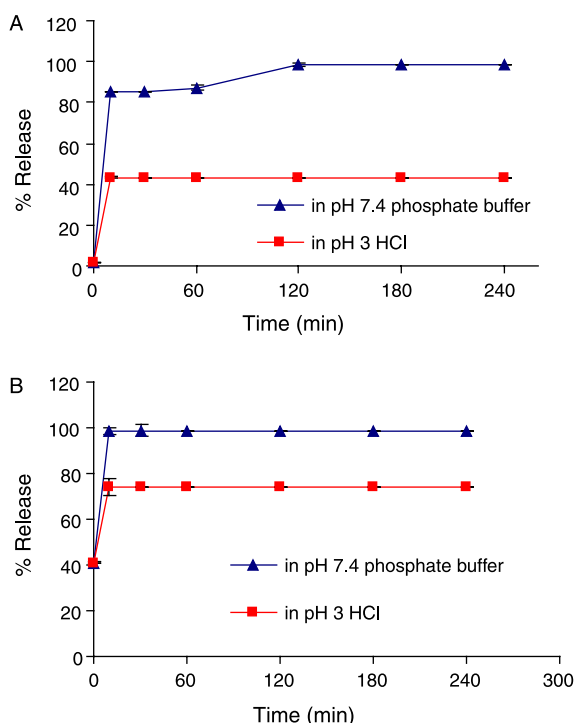 A
120
100
80
60
40
20
0
% Release
in pH 7.4 phosphate buffer
in pH 3 HCl
0 60 120 180 240
Time (min)
B
120
100
80
60
40
20
0
% Release
in pH 7.4 phosphate buffer
in pH 3 HCl
0 60 120 180 240 300
Time (min)